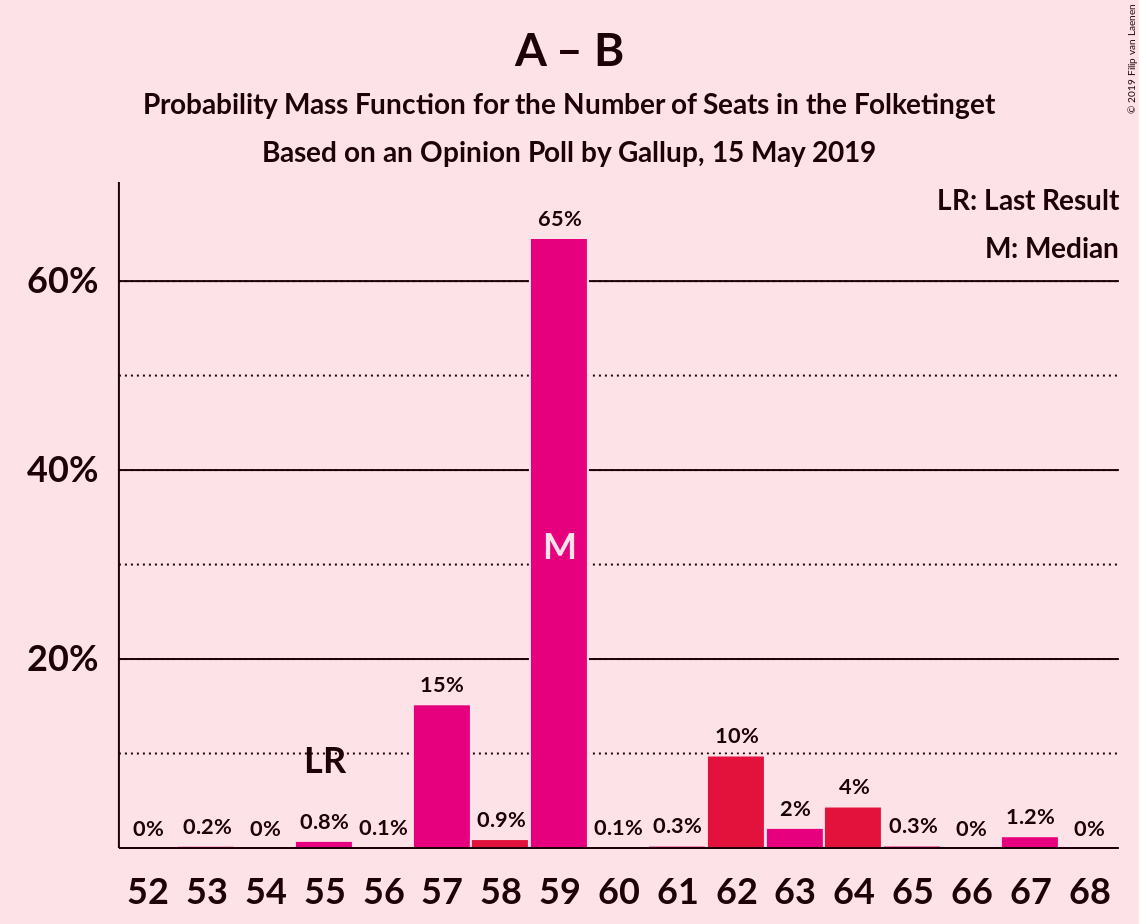 A – B
Probability Mass Function for the Number of Seats in the Folketinget
Based on an Opinion Poll by Gallup, 15 May 2019
© 2019 Filip van Laenen
LR: Last Result
M: Median
60%
40%
20%
65%
M
15%
10%
LR
0%
0.2%
0%
0.8%
0.1%
0.9%
0.1%
0.3%
2%
4%
0.3%
0%
1.2%
0%
52 53 54 55 56 57 58 59 60 61 62 63 64 65 66 67 68